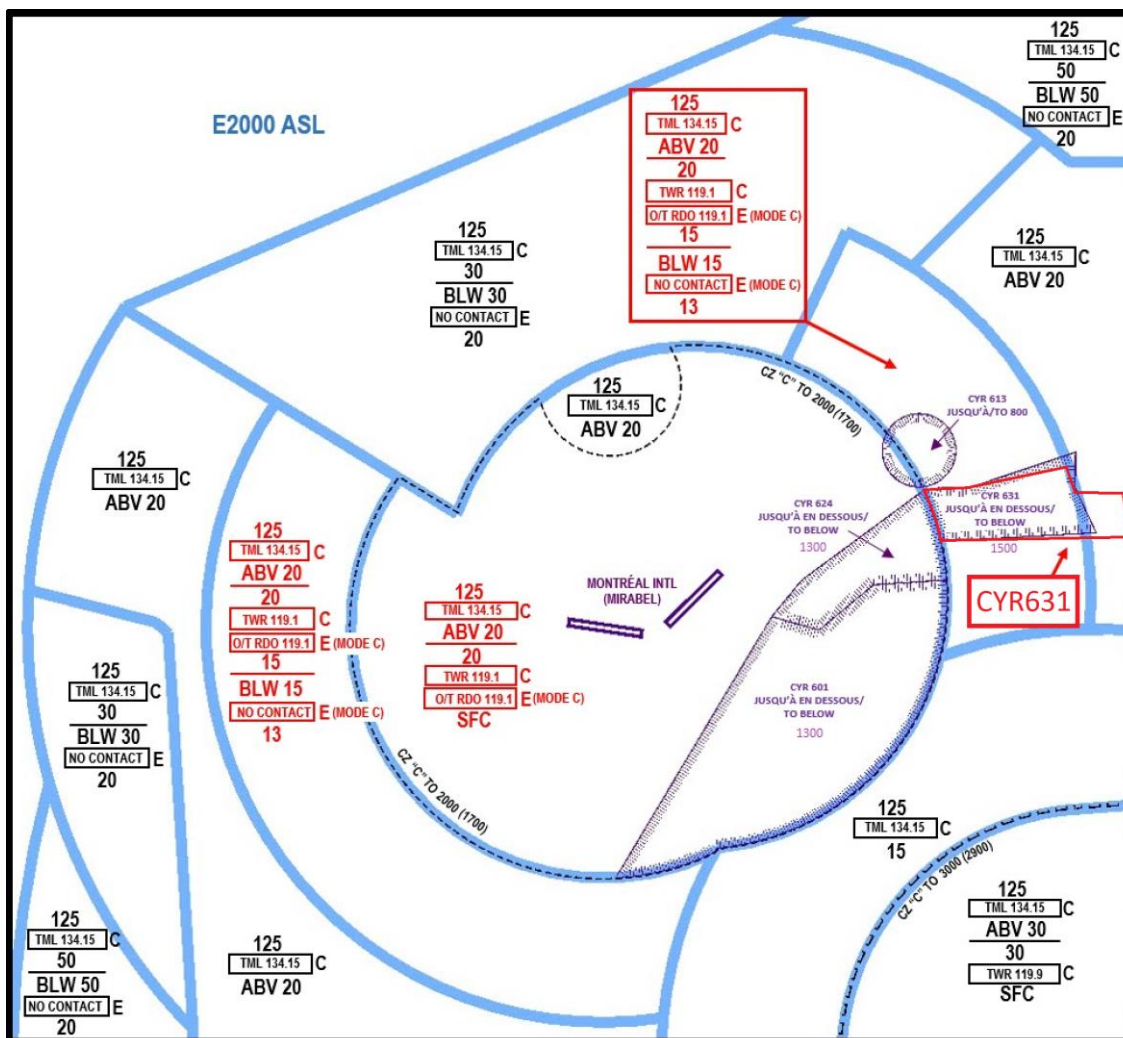 125
TML 134.15 C
50
BLW 50
NO CONTACT E
20
E2000 ASL
125
TML 134.15 C
ABV 20
20
TWR 119.1 C
O/T RDO 119.1 E (MODE C)
15
BLW 15
NO CONTACT E (MODE C)
13
125
TML 134.15 C
30
BLW 30
NO CONTACT E
20
125
TML 134.15 C
ABV 20
125
TML 134.15 C
ABV 20
CZ "C" TO 2000 (1700)
CYR 613
JUSQU'À/TO 800
125
TML 134.15 C
ABV 20
CYR 624
JUSQU'À EN DESSOUS/
TO BELOW
1300
CYR 631
JUSQU'À EN DESSOUS/
TO BELOW
1500
CYR631
125
TML 134.15 C
ABV 20
20
TWR 119.1 C
O/T RDO 119.1 E (MODE C)
15
BLW 15
NO CONTACT E (MODE C)
13
MONTRÉAL INTL
(MIRABEL)
125
TML 134.15 C
ABV 20
20
TWR 119.1 C
O/T RDO 119.1 E (MODE C)
SFC
CYR 601
JUSQU'À EN DESSOUS/
TO BELOW
1300
125
TML 134.15 C
30
BLW 30
NO CONTACT E
20
CZ "C" TO 2000 (1700)
125
TML 134.15 C
15
CZ "C" TO 3000 (2900)
125
TML 134.15 C
ABV 30
30
TWR 119.9 C
SFC
125
TML 134.15 C
50
BLW 50
NO CONTACT E
20
125
TML 134.15 C
ABV 20